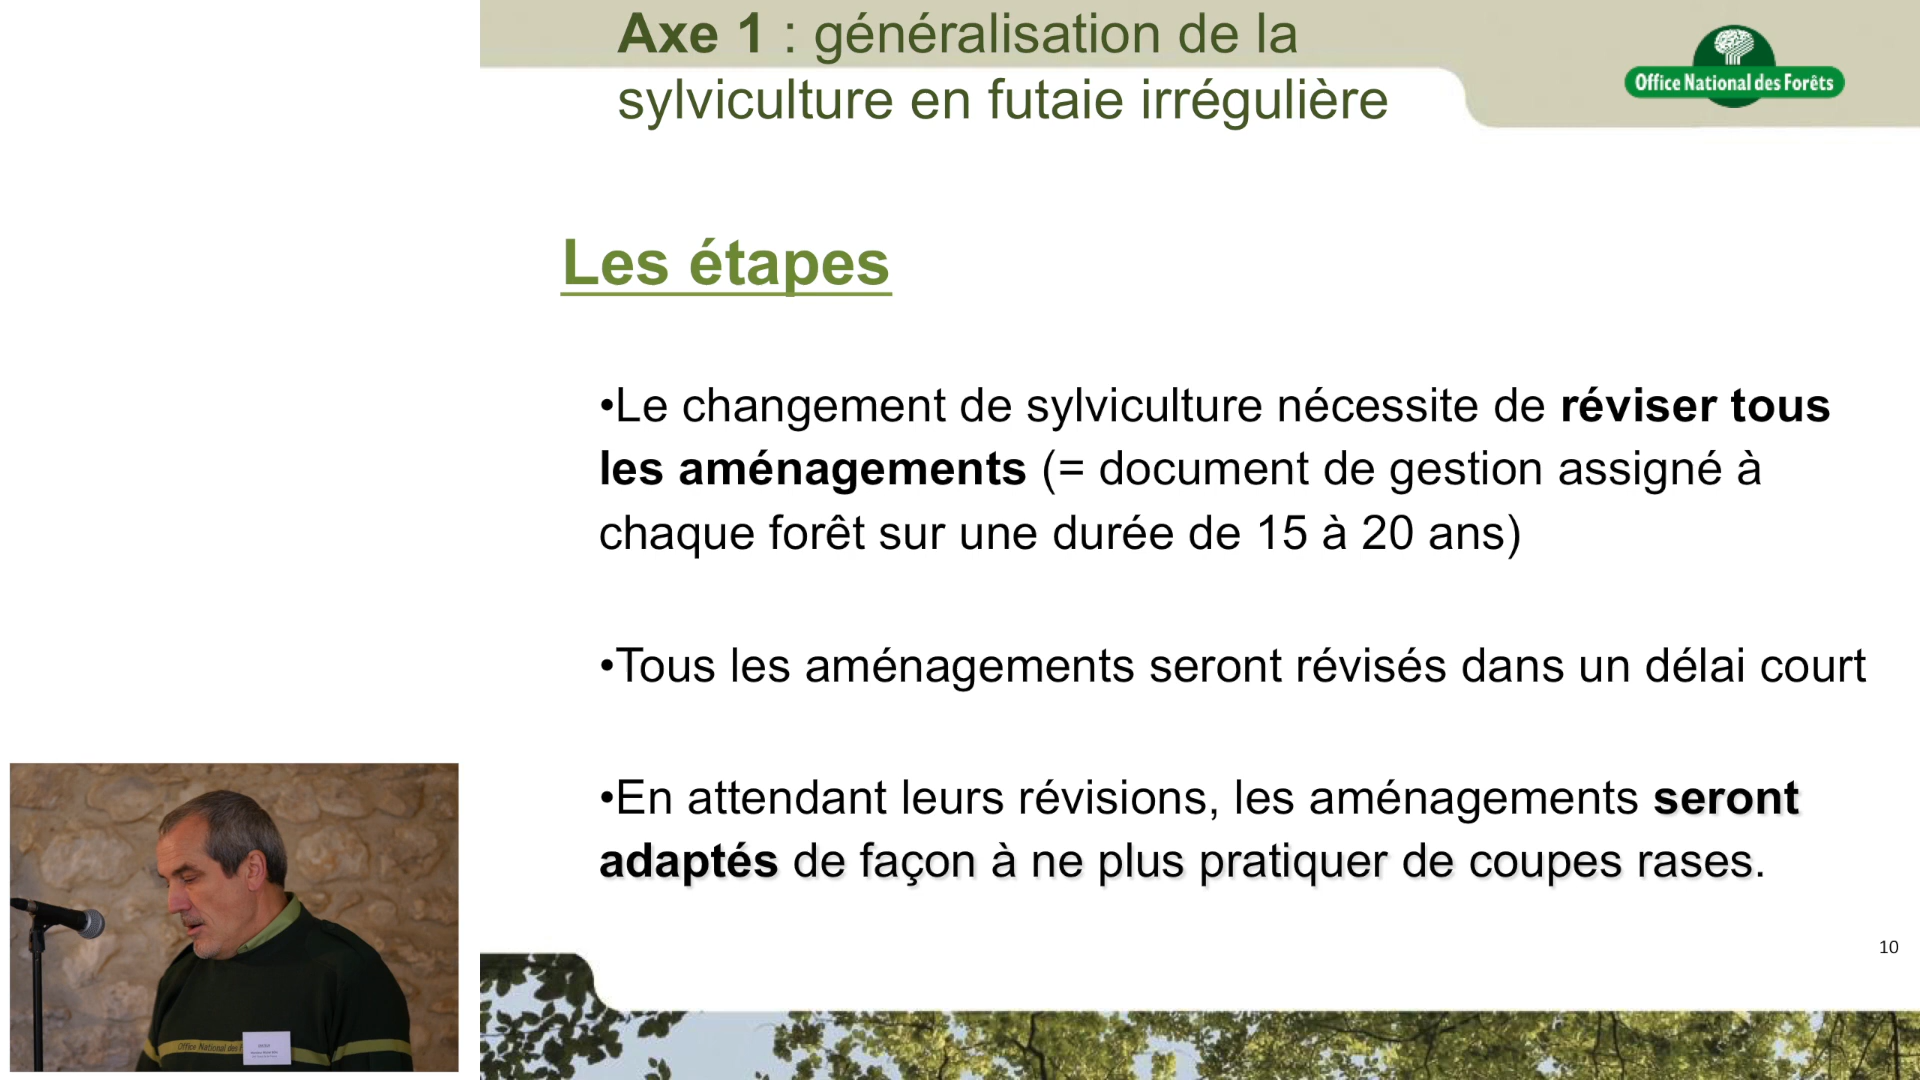 Axe 1 : généralisation de la
sylviculture en futaie irrégulière
Office National des Forêts
Les étapes
•Le changement de sylviculture nécessite de réviser tous
les aménagements (= document de gestion assigné à
chaque forêt sur une durée de 15 à 20 ans)
•Tous les aménagements seront révisés dans un délai court
•En attendant leurs révisions, les aménagements seront
adaptés de façon à ne plus pratiquer de coupes rases.
10
Office National des F